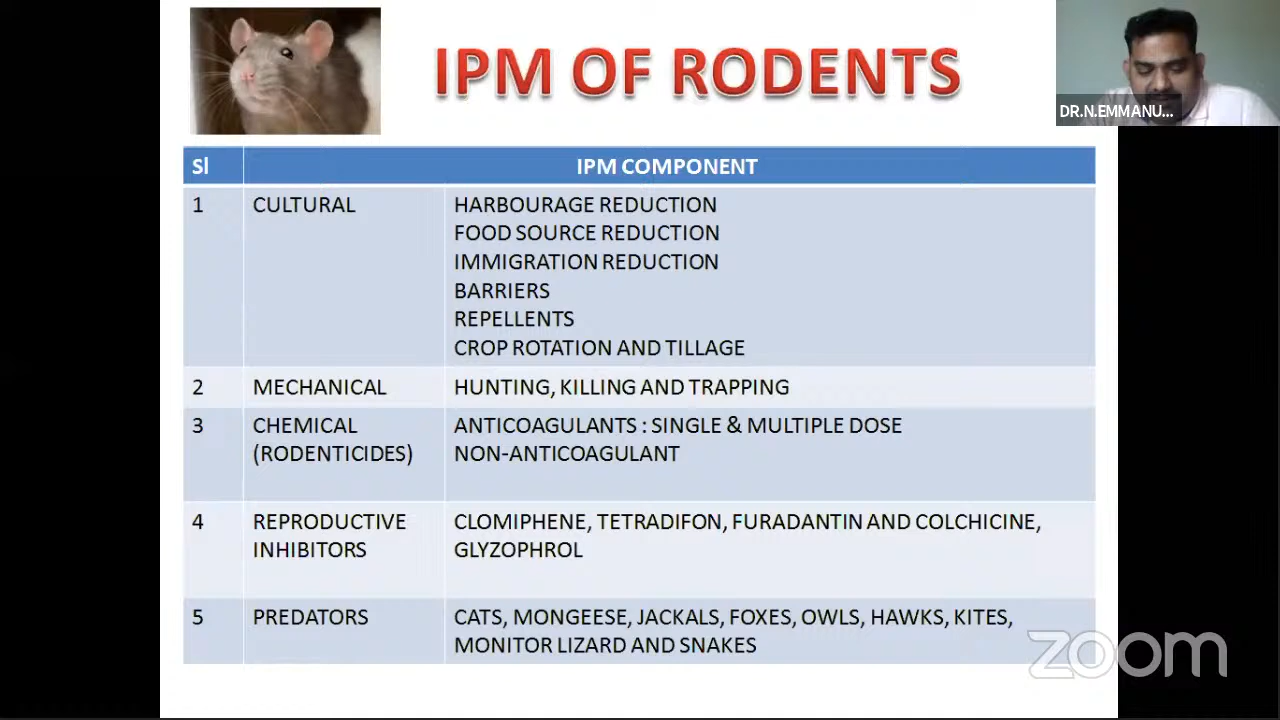 IPM OF RODENTS
DR.N.EMMANU...
Sl IPM COMPONENT
1 CULTURAL HARBOURAGE REDUCTION
FOOD SOURCE REDUCTION
IMMIGRATION REDUCTION
BARRIERS
REPELLENTS
CROP ROTATION AND TILLAGE
2 MECHANICAL HUNTING, KILLING AND TRAPPING
3 CHEMICAL ANTICOAGULANTS : SINGLE & MULTIPLE DOSE
(RODENTICIDES) NON-ANTICOAGULANT
4 REPRODUCTIVE CLOMIPHENE, TETRADIFON, FURADANTIN AND COLCHICINE,
INHIBITORS GLYZOPHROL
5 PREDATORS CATS, MONGEESE, JACKALS, FOXES, OWLS, HAWKS, KITES,
MONITOR LIZARD AND SNAKES
zoom